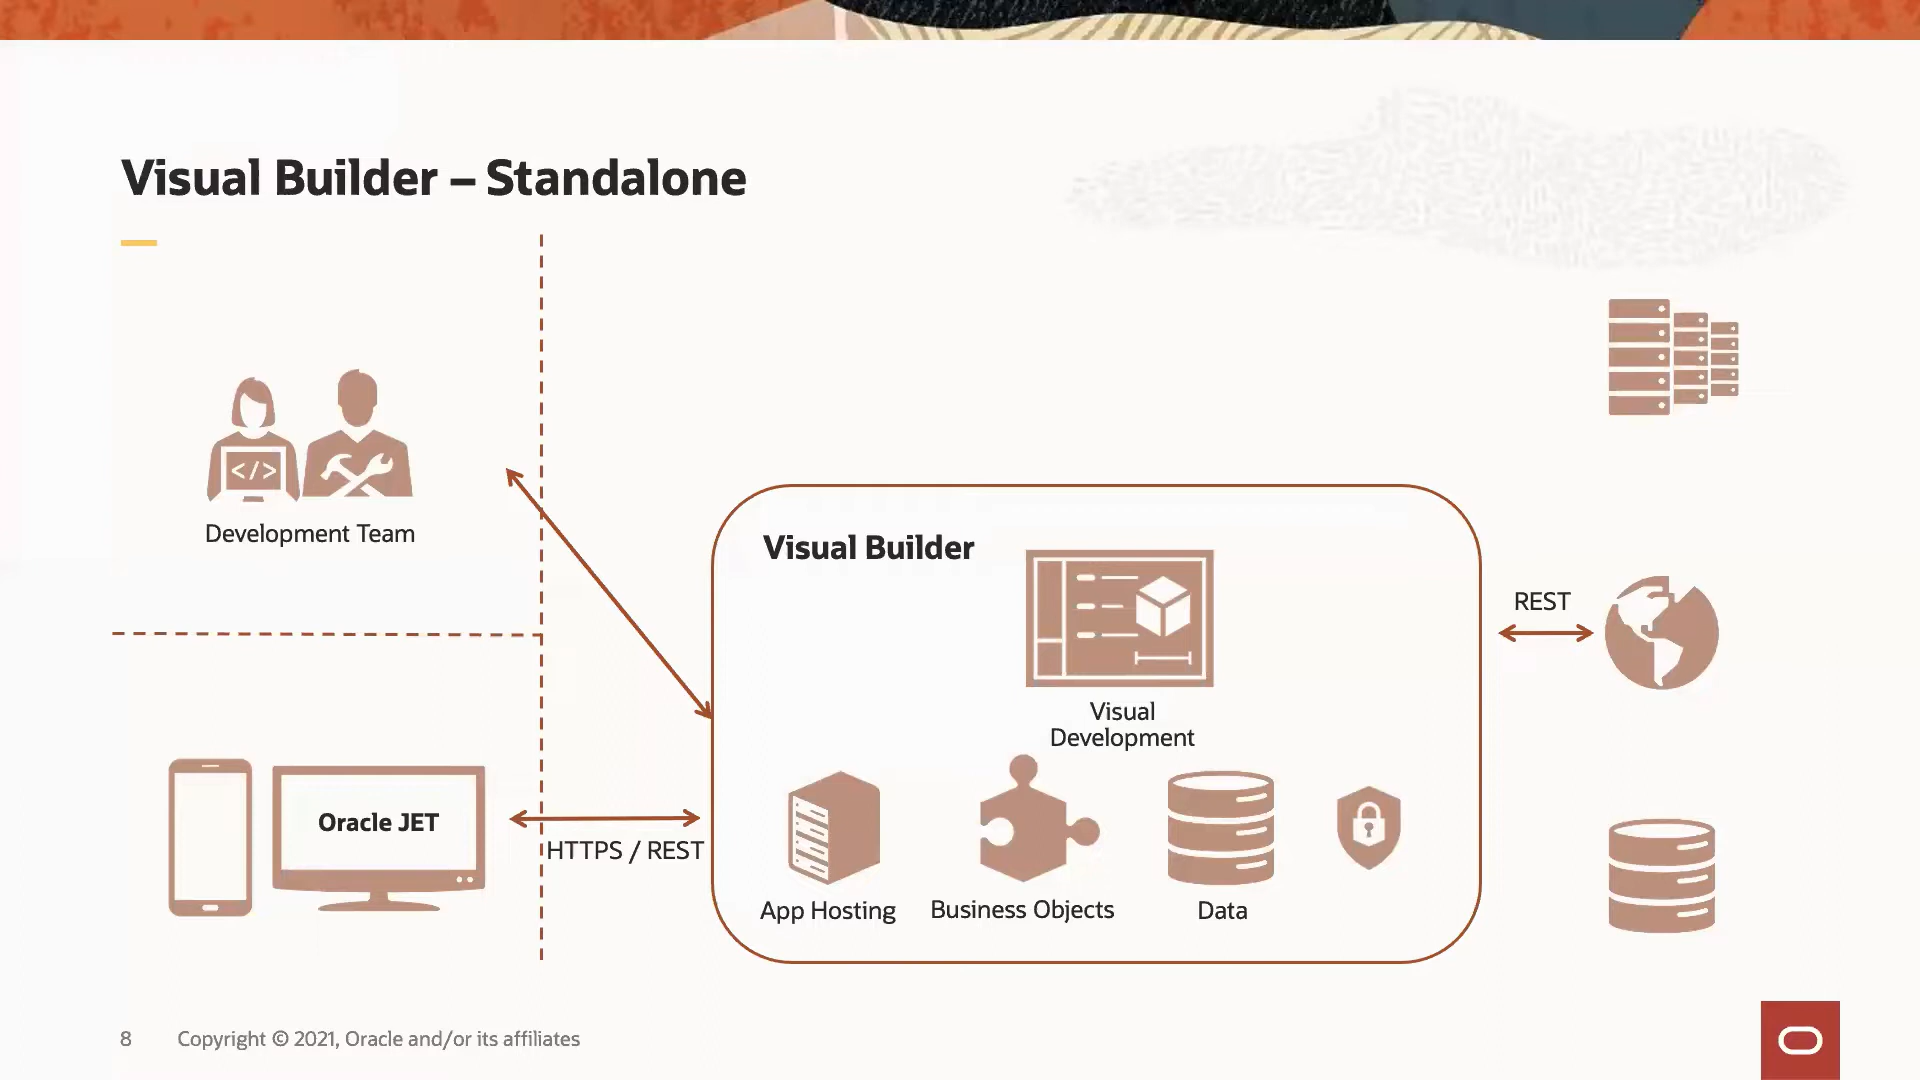 Visual Builder – Standalone
</>
Development Team
Visual Builder
REST
Visual
Development
Oracle JET
HTTPS / REST
App Hosting
Business Objects
Data
8
Copyright © 2021, Oracle and/or its affiliates